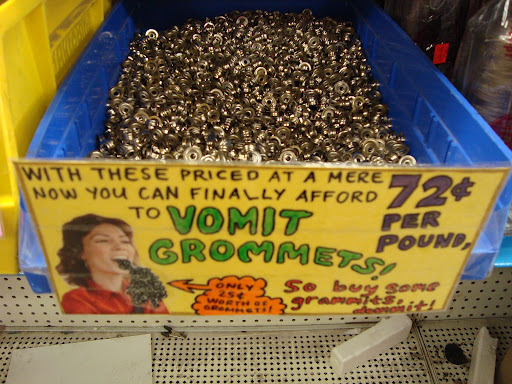 WITH THESE PRICED AT A MERE
NOW YOU CAN FINALLY AFFORD
72¢
PER
POUND,
TO VOMIT
GROMMETS!
ONLY
25¢
WORTH OF
GROMMETS!
So buy some
grammits,
dammit!